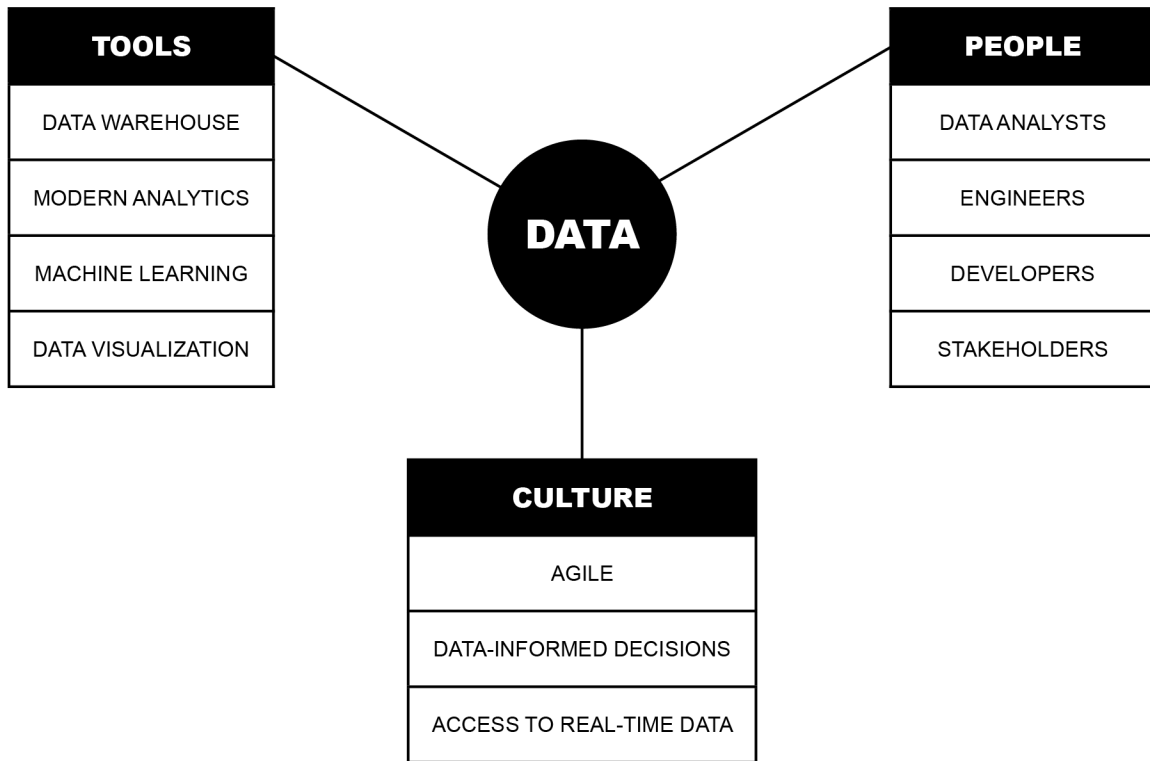 TOOLS
DATA WAREHOUSE
MODERN ANALYTICS
MACHINE LEARNING
DATA VISUALIZATION
DATA
PEOPLE
DATA ANALYSTS
ENGINEERS
DEVELOPERS
STAKEHOLDERS
CULTURE
AGILE
DATA-INFORMED DECISIONS
ACCESS TO REAL-TIME DATA